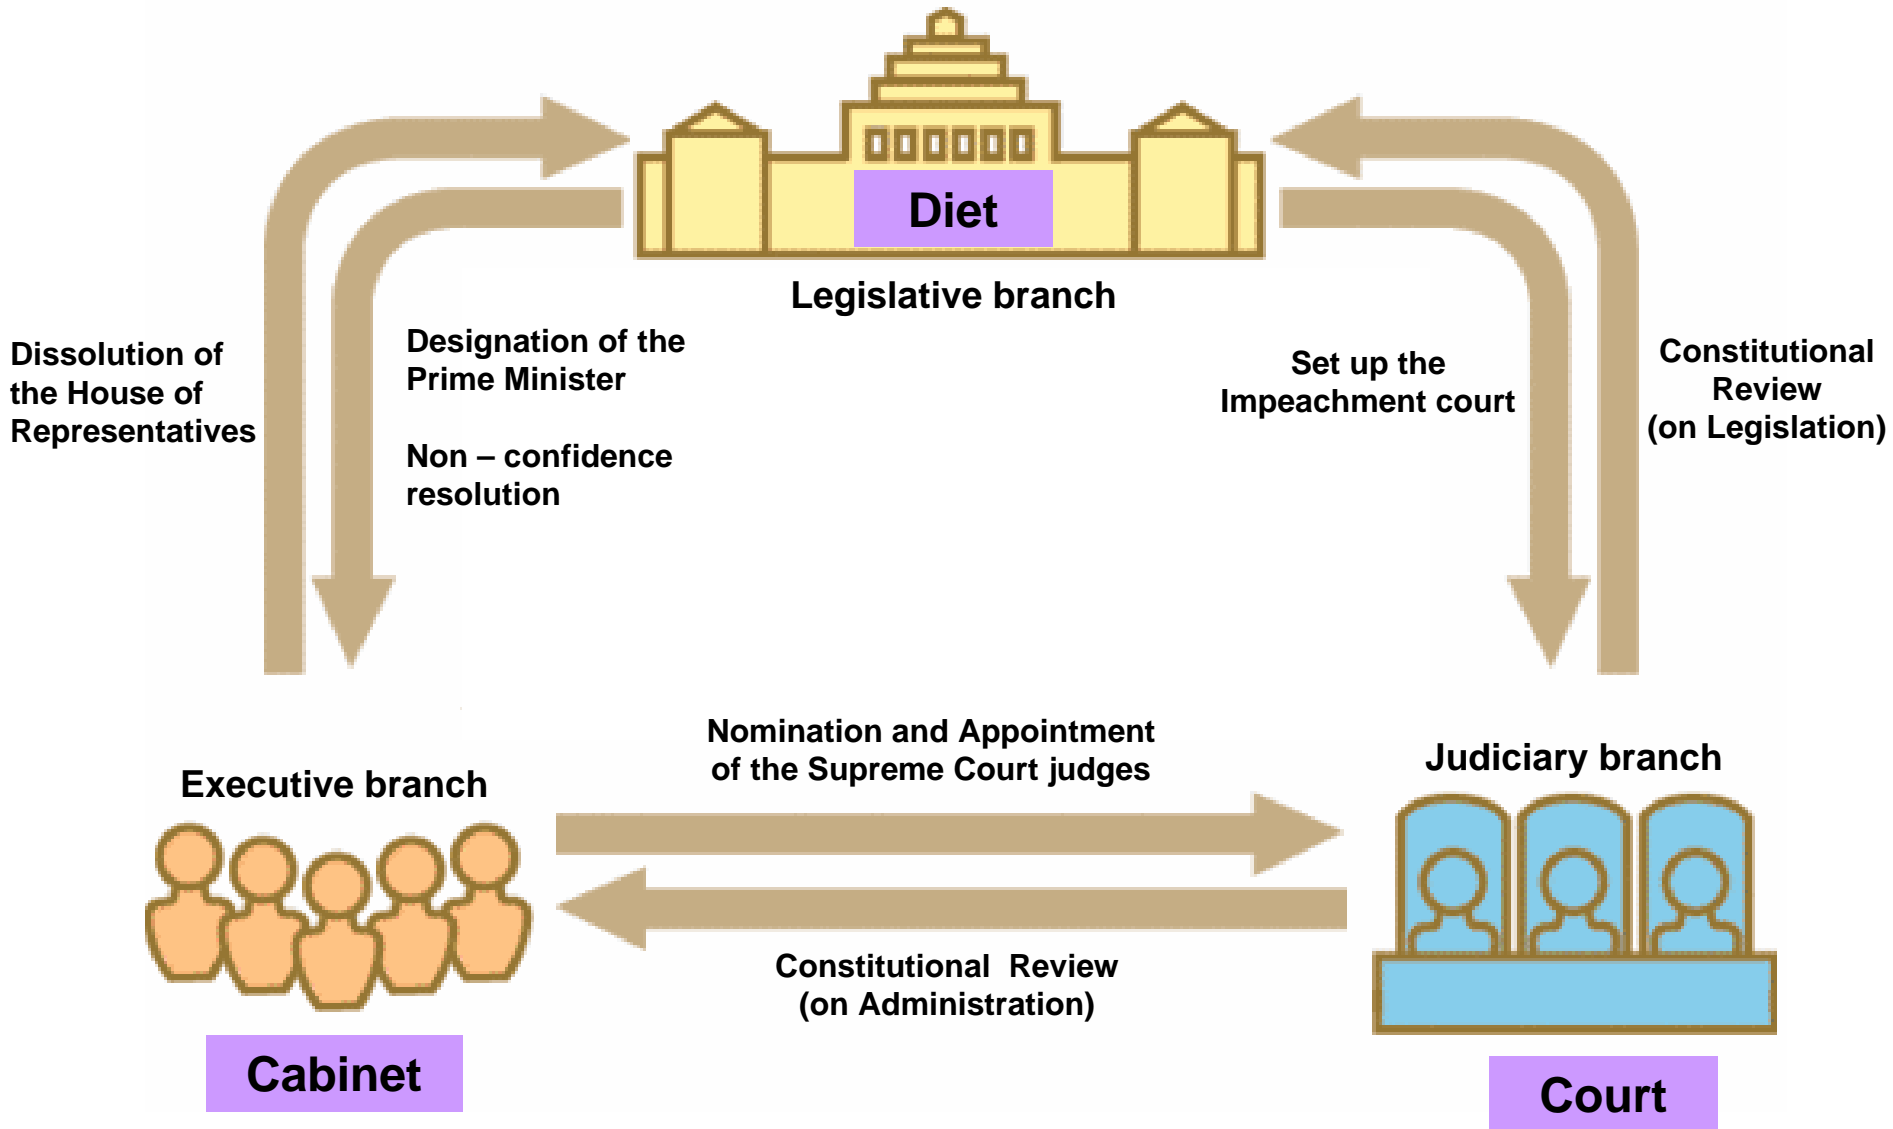 Diet
Legislative branch
Dissolution of
the House of
Representatives
Designation of the
Prime Minister
Non – confidence
resolution
Set up the
Impeachment court
Constitutional
Review
(on Legislation)
Nomination and Appointment
of the Supreme Court judges
Executive branch
Judiciary branch
Constitutional  Review
(on Administration)
Cabinet
Court